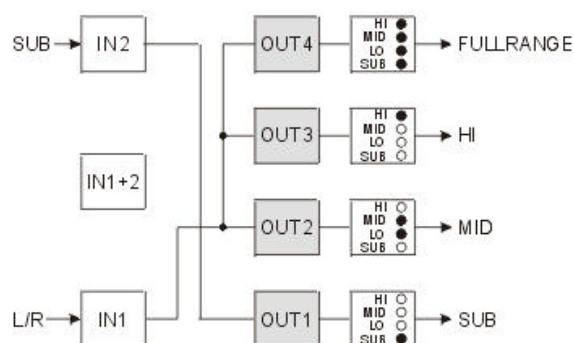 SUB IN2 OUT4 HI MID LO SUB FULLRANGE
OUT3 HI MID LO SUB HI
IN1+2
OUT2 HI MID LO SUB MID
L/R IN1 OUT1 HI MID LO SUB SUB